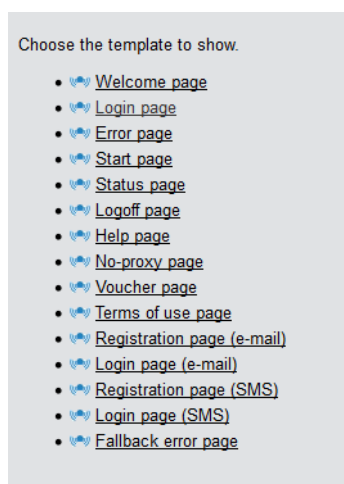 Choose the template to show.
Welcome page
Login page
Error page
Start page
Status page
Logoff page
Help page
No-proxy page
Voucher page
Terms of use page
Registration page (e-mail)
Login page (e-mail)
Registration page (SMS)
Login page (SMS)
Fallback error page